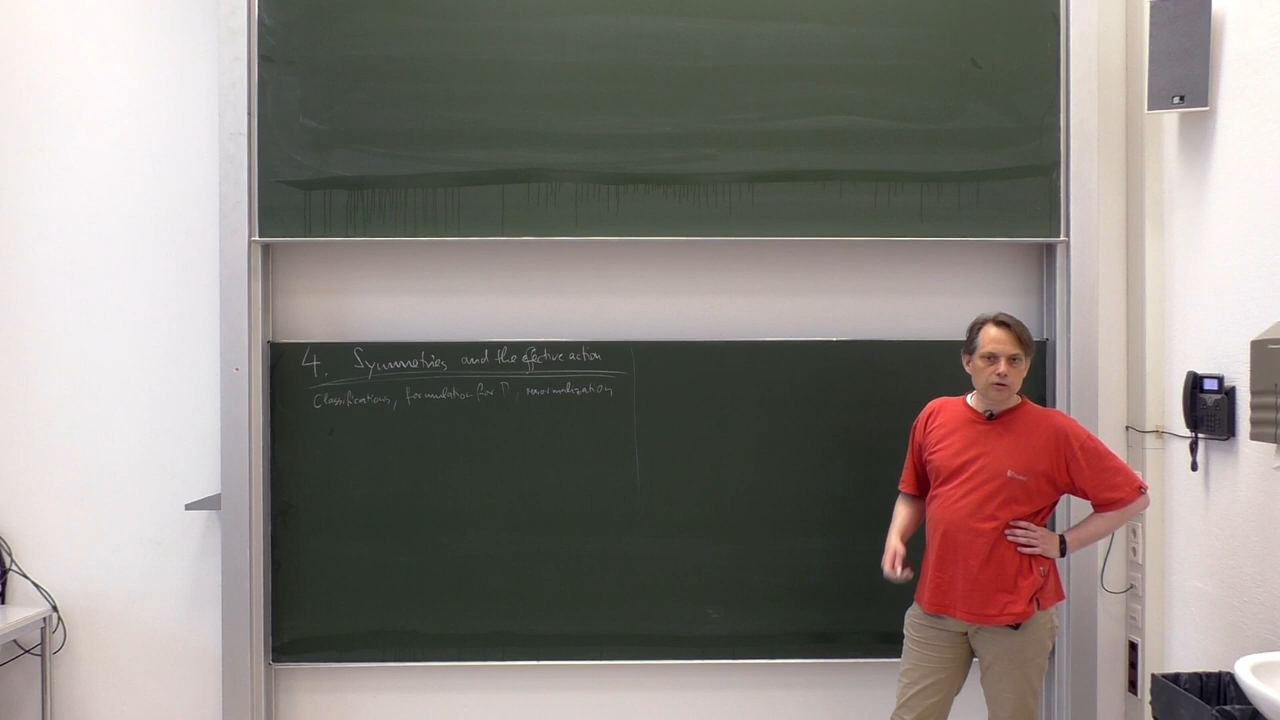 4. Symmetries and the effective action
Classifications, formulation for Γ, renormalization